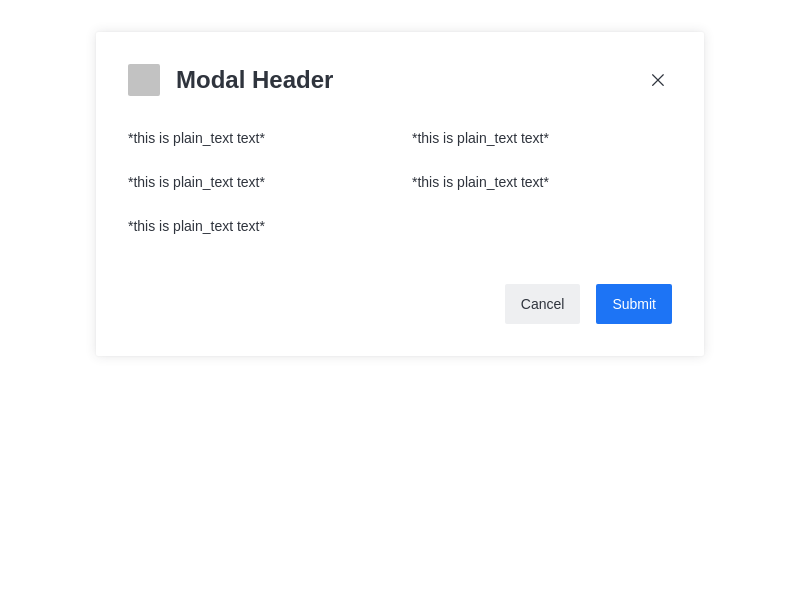 Modal Header
*this is plain_text text* *this is plain_text text*
*this is plain_text text* *this is plain_text text*
*this is plain_text text*
Cancel Submit